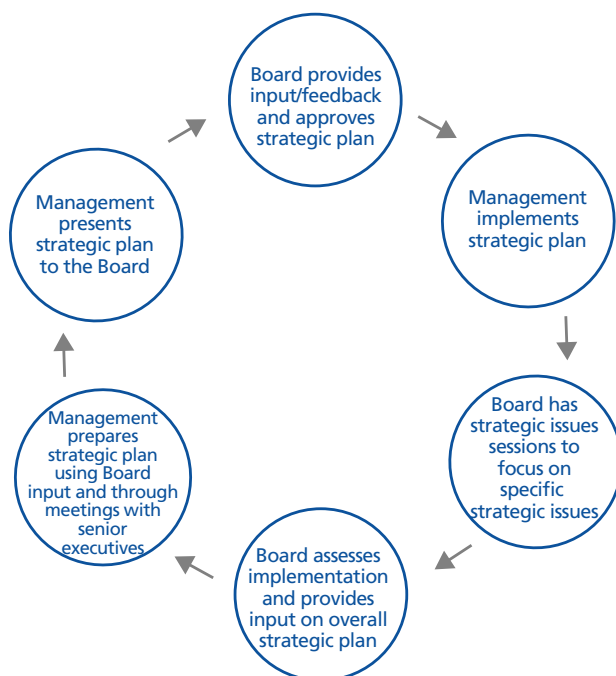 Board provides
input/feedback
and approves
strategic plan
Management
implements
strategic plan
Board has
strategic issues
sessions to
focus on
specific
strategic issues
Board assesses
implementation
and provides
input on overall
strategic plan
Management
prepares
strategic plan
using Board
input and through
meetings with
senior
executives
Management
presents
strategic plan
to the Board